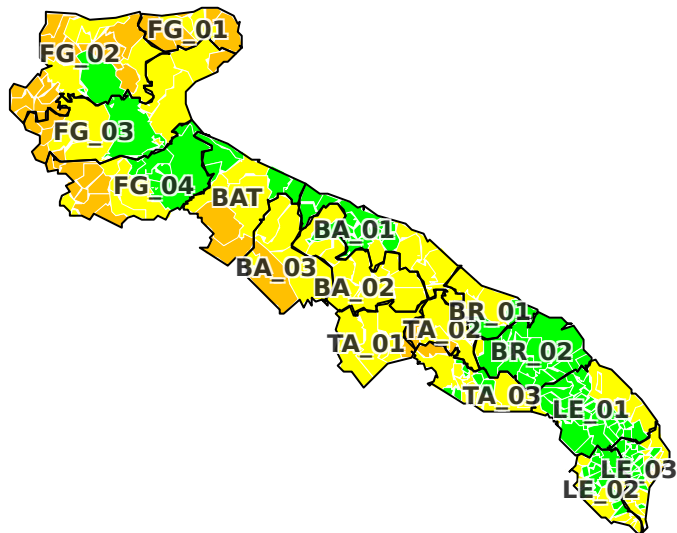 FG_01
FG_02
FG_03
FG_04
BAT
BA_01
BA_03
BA_02
BR_01
TA_02
TA_01
BR_02
TA_03
LE_01
LE_03
LE_02